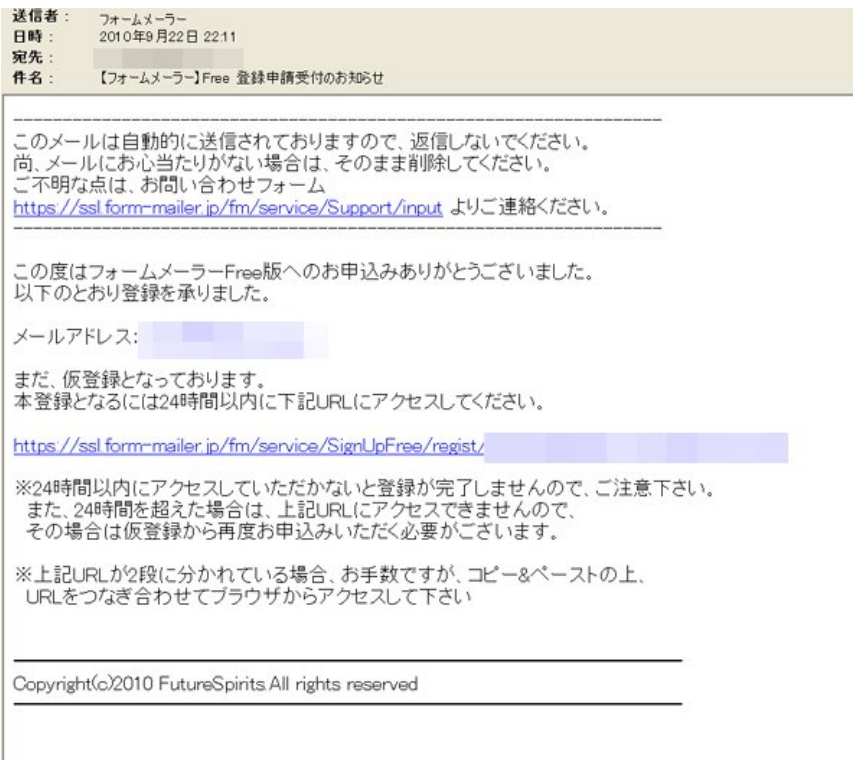 送信者： フォームメーラー
日時： 2010年9月22日 22:11
宛先：
件名： 【フォームメーラー】Free 登録申請受付のお知らせ
------------------------------------------------------------------------
このメールは自動的に送信されておりますので、返信しないでください。
尚、メールにお心当たりがない場合は、そのまま削除してください。
ご不明な点は、お問い合わせフォーム
https://ssl.form-mailer.jp/fm/service/Support/input よりご連絡ください。
------------------------------------------------------------------------
この度はフォームメーラーFree版へのお申込みありがとうございました。
以下のとおり登録を承りました。
メールアドレス:
まだ、仮登録となっております。
本登録となるには24時間以内に下記URLにアクセスしてください。
https://ssl.form-mailer.jp/fm/service/SignUpFree/regist/
※24時間以内にアクセスしていただかないと登録が完了しませんので、ご注意下さい。
また、24時間を超えた場合は、上記URLにアクセスできませんので、
その場合は仮登録から再度お申込みいただく必要がございます。
※上記URLが2段に分かれている場合、お手数ですが、コピー&ペーストの上、
URLをつなぎ合わせてブラウザからアクセスして下さい
Copyright(c)2010 FutureSpirits.All rights reserved